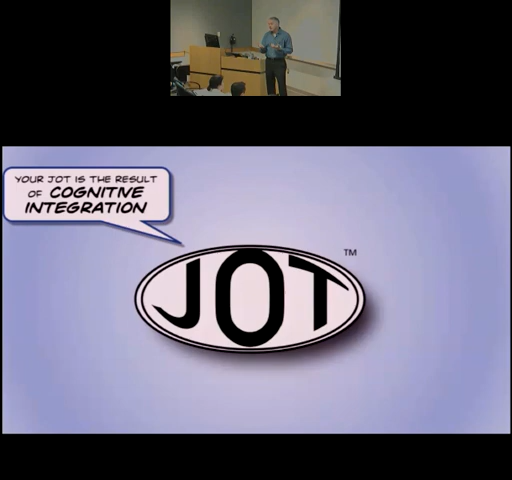 YOUR JOT IS THE RESULT
OF COGNITIVE
INTEGRATION
JOT
TM